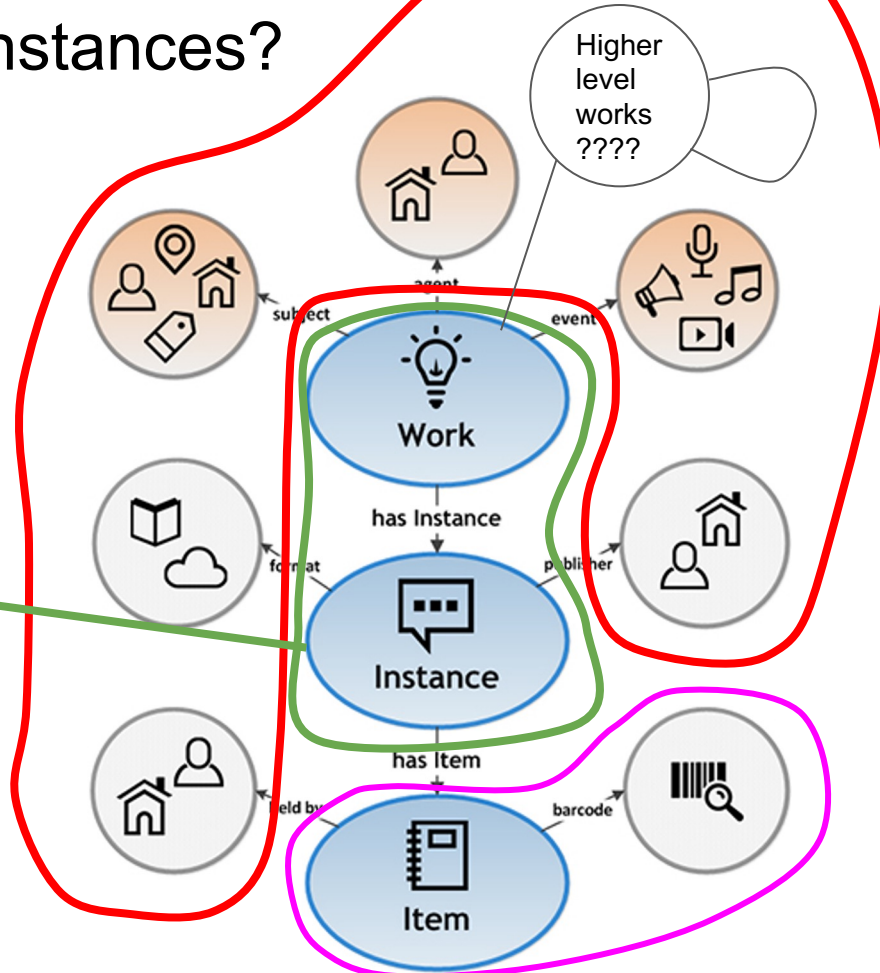 nstances?
Higher
level
works
????
agent
subject
event
Work
has Instance
format
publisher
Instance
has Item
held by
barcode
Item